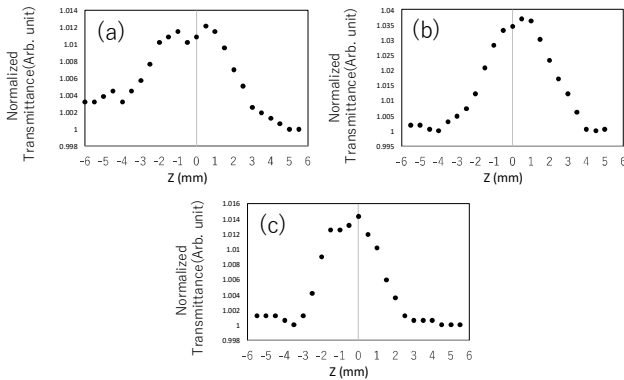 (a)
Normalized
Transmittance(Arb. unit)
1.014
1.012
1.01
1.008
1.006
1.004
1.002
1
0.998
-6 -5 -4 -3 -2 -1 0 1 2 3 4 5 6
Z (mm)
(b)
Normalized
Transmittance(Arb. unit)
1.04
1.035
1.03
1.025
1.02
1.015
1.01
1.005
1
0.995
-6 -5 -4 -3 -2 -1 0 1 2 3 4 5 6
Z (mm)
(c)
Normalized
Transmittance(Arb. unit)
1.016
1.014
1.012
1.01
1.008
1.006
1.004
1.002
1
0.998
-6 -5 -4 -3 -2 -1 0 1 2 3 4 5 6
Z (mm)